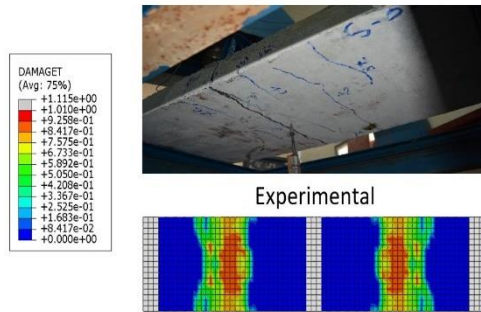 DAMAGET
(Avg: 75%)
+1.115e+00
+1.010e+00
+9.258e-01
+8.417e-01
+7.575e-01
+6.733e-01
+5.892e-01
+5.050e-01
+4.208e-01
+3.367e-01
+2.525e-01
+1.683e-01
+8.417e-02
+0.000e+00
Experimental